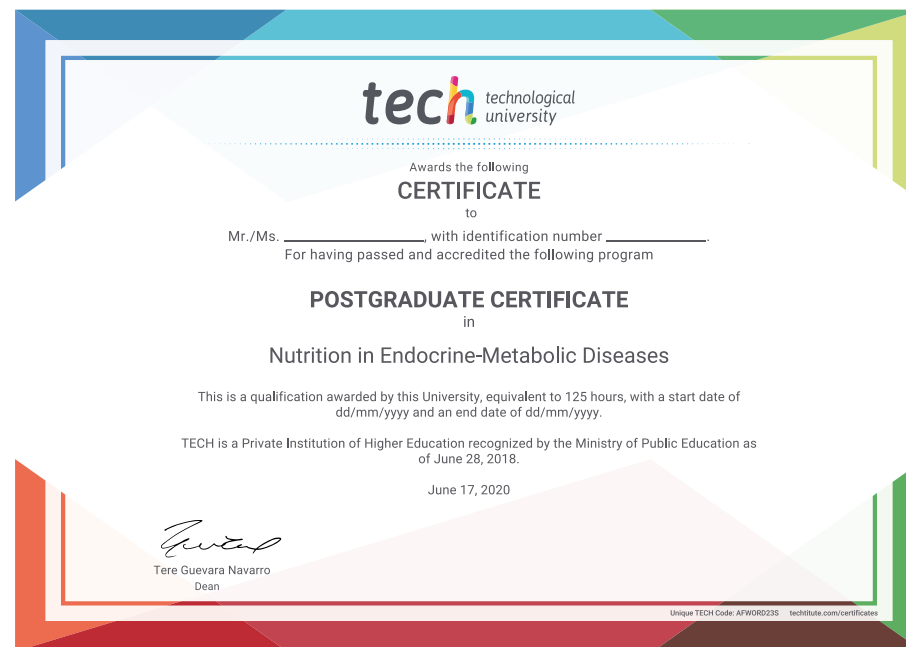 tech technological
university
Awards the following
CERTIFICATE
to
Mr./Ms. ____________________, with identification number ______________.
For having passed and accredited the following program
POSTGRADUATE CERTIFICATE
in
Nutrition in Endocrine-Metabolic Diseases
This is a qualification awarded by this University, equivalent to 125 hours, with a start date of
dd/mm/yyyy and an end date of dd/mm/yyyy.
TECH is a Private Institution of Higher Education recognized by the Ministry of Public Education as
of June 28, 2018.
June 17, 2020
Tere Guevara Navarro
Dean
Unique TECH Code: AFWORD23S techtitute.com/certificates